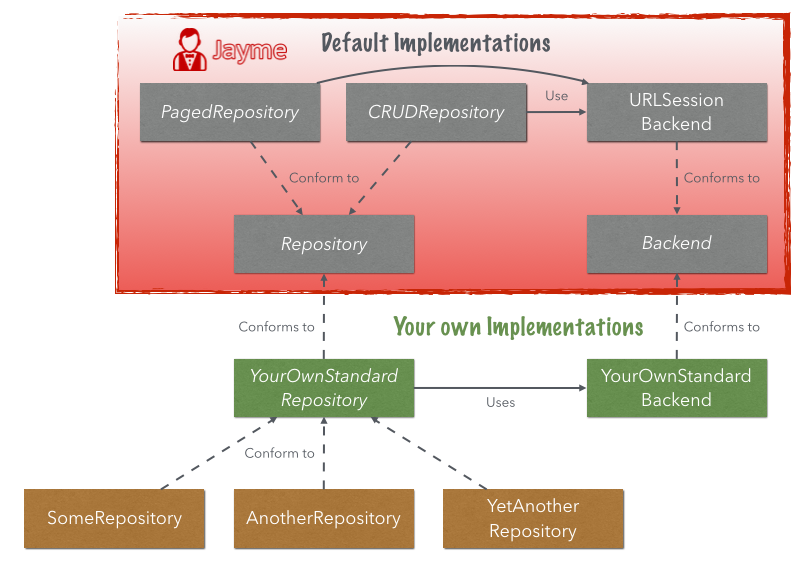 Jayme
Default Implementations
PagedRepository
CRUDRepository
Use
URLSession
Backend
Conform to
Conforms to
Repository
Backend
Conforms to
Your own Implementations
Conforms to
YourOwnStandard
Repository
Uses
YourOwnStandard
Backend
Conform to
SomeRepository
AnotherRepository
YetAnother
Repository